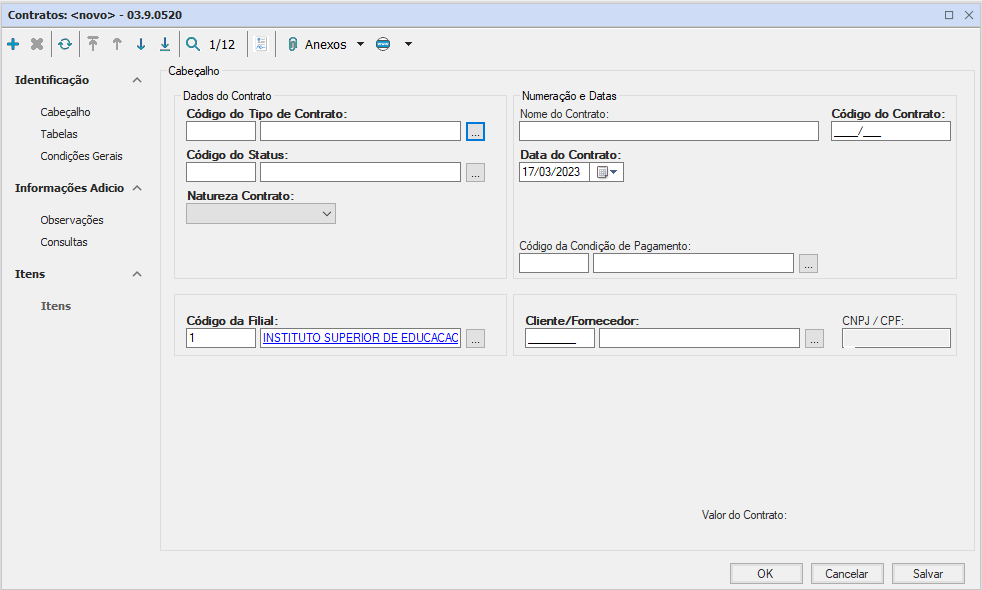 Contratos: <novo> - 03.9.0520
1/12
Anexos
Identificação
Cabeçalho
Tabelas
Condições Gerais
Informações Adicio
Observações
Consultas
Itens
Itens
Cabeçalho
Dados do Contrato
Código do Tipo de Contrato:
...
Código do Status:
...
Natureza Contrato:
Numeração e Datas
Nome do Contrato:
Código do Contrato:
____/___
Data do Contrato:
17/03/2023
Código da Condição de Pagamento:
...
Código da Filial:
1 INSTITUTO SUPERIOR DE EDUCACAC ...
Cliente/Fornecedor:
...
CNPJ / CPF:
Valor do Contrato:
OK Cancelar Salvar